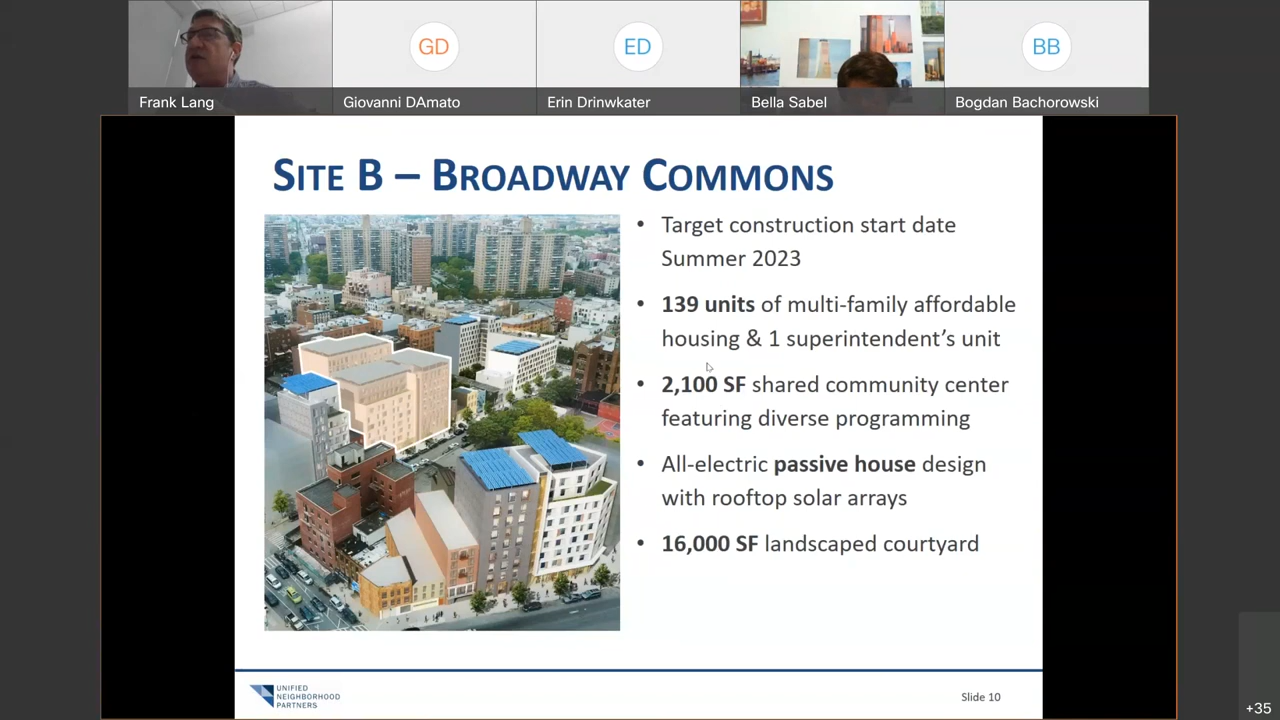 GD
ED
BB
Frank Lang
Giovanni DAmato
Erin Drinwkater
Bella Sabel
Bogdan Bachorowski
SITE B – BROADWAY COMMONS
• Target construction start date
Summer 2023
• 139 units of multi-family affordable
housing & 1 superintendent’s unit
• 2,100 SF shared community center
featuring diverse programming
• All-electric passive house design
with rooftop solar arrays
• 16,000 SF landscaped courtyard
UNIFIED
NEIGHBORHOOD
PARTNERS
Slide 10
+35